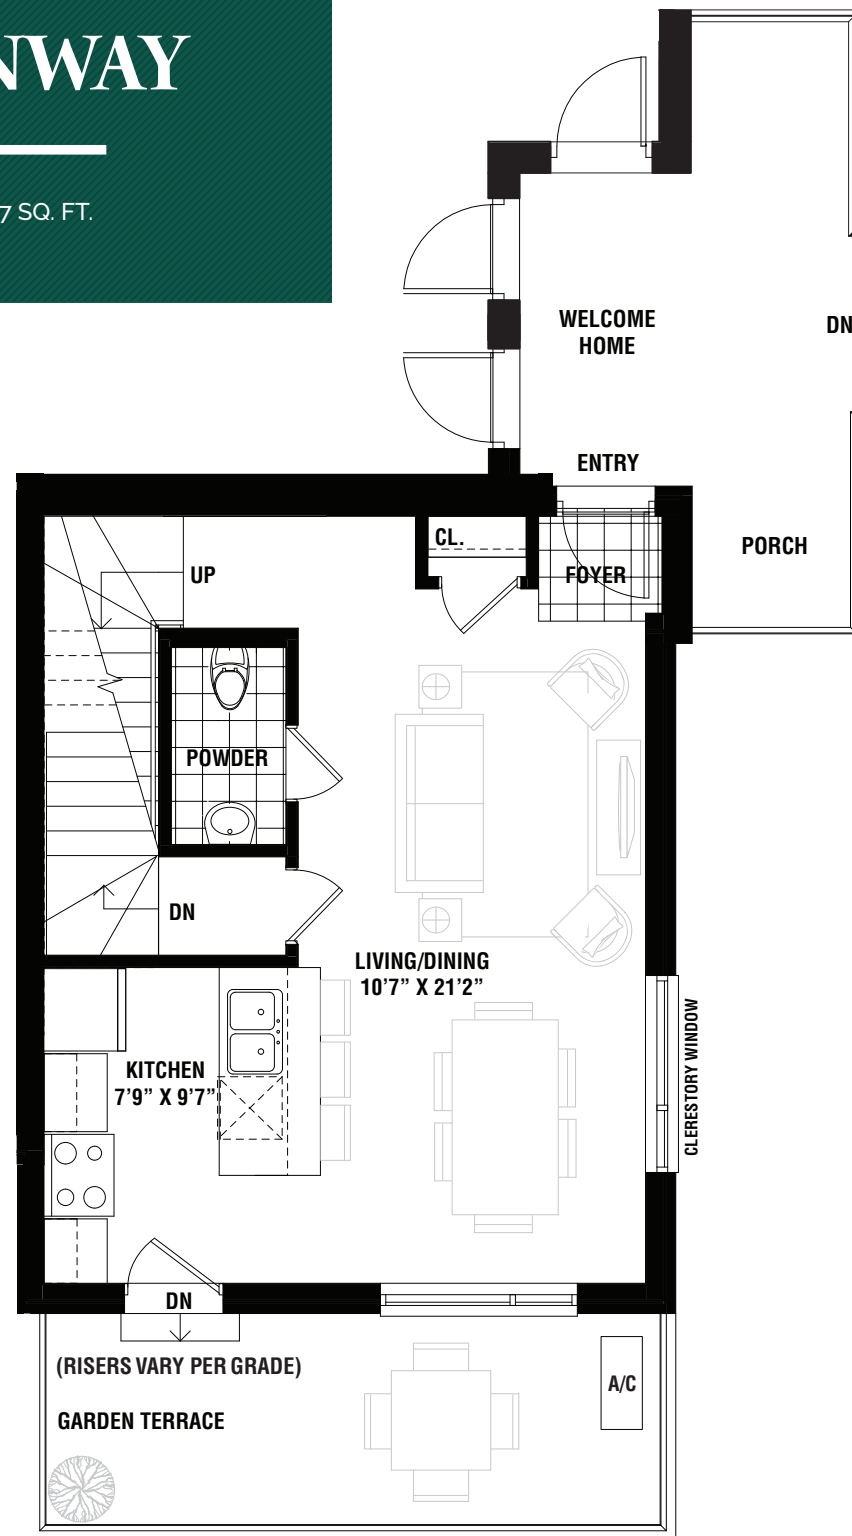 NWAY
7 SQ. FT.
WELCOME
HOME
DN
ENTRY
CL.
UP
FOYER
PORCH
POWDER
DN
LIVING/DINING
10'7” X 21'2”
KITCHEN
7'9” X 9'7”
CLERESTORY WINDOW
DN
(RISERS VARY PER GRADE)
A/C
GARDEN TERRACE